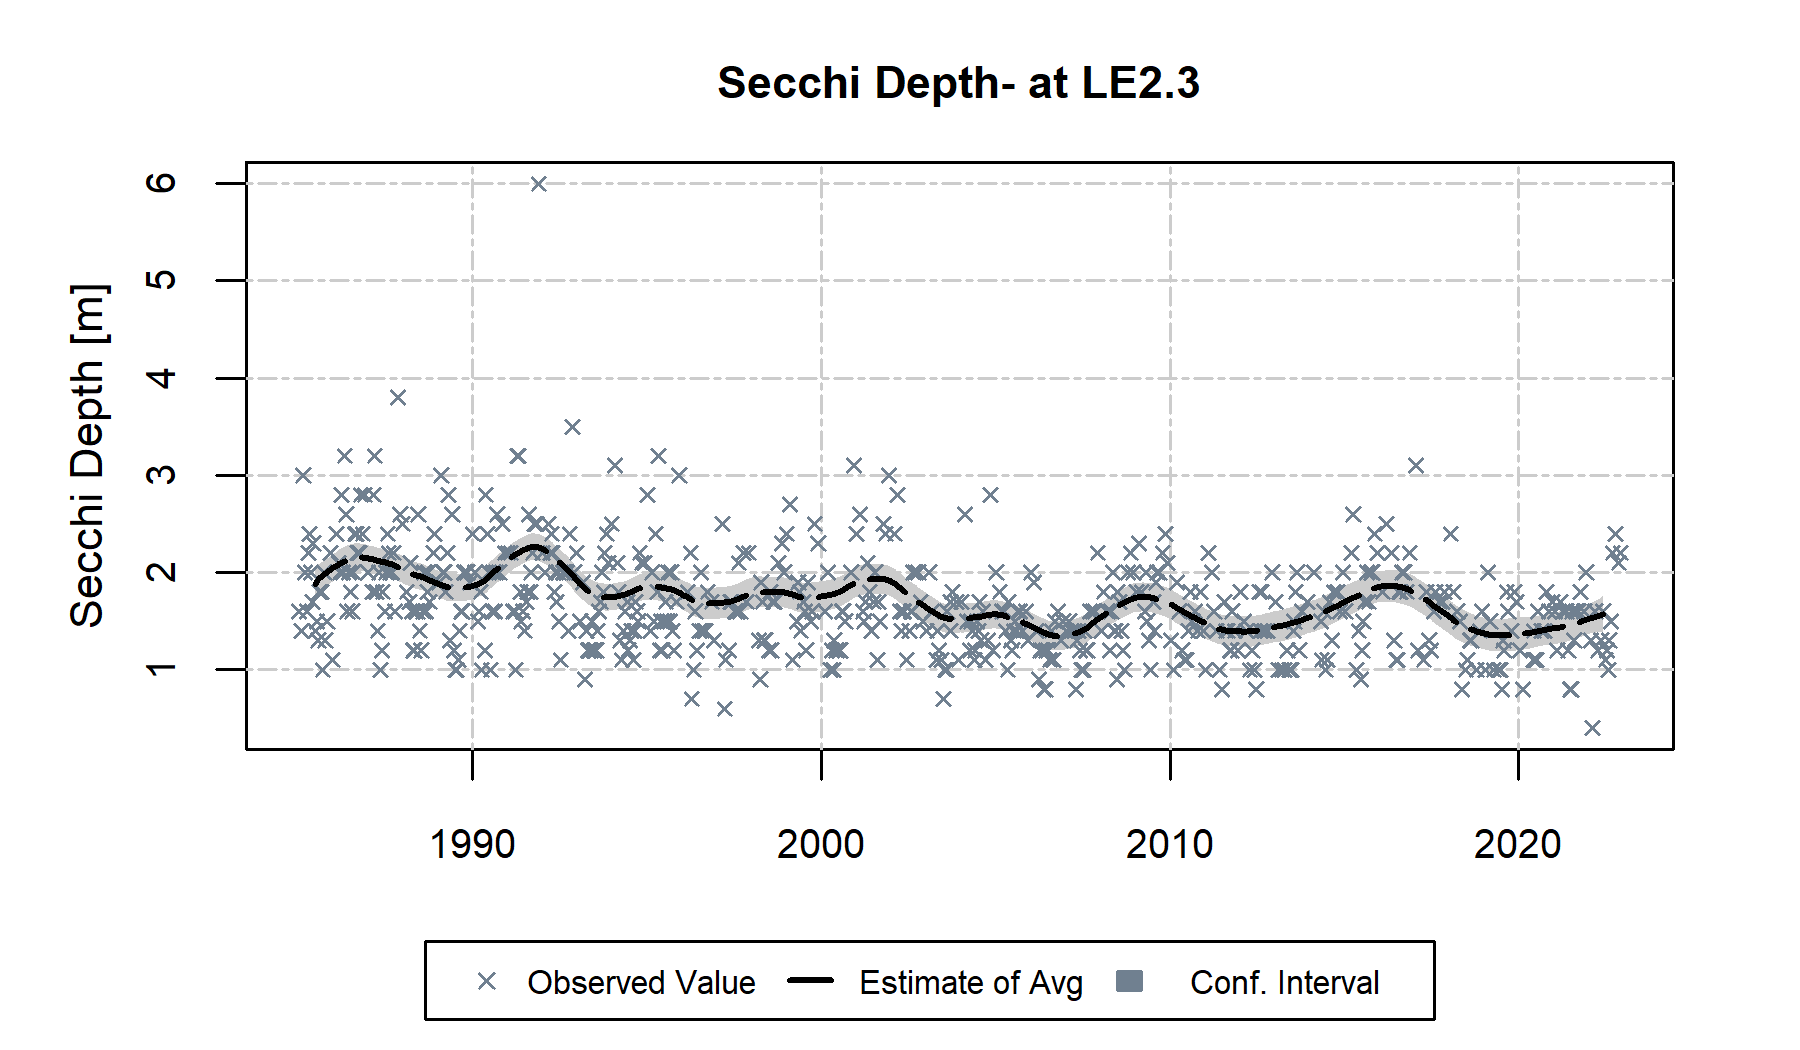 Secchi Depth- at LE2.3
Secchi Depth [m]
6
5
4
3
2
1
1990 2000 2010 2020
Observed Value Estimate of Avg Conf. Interval